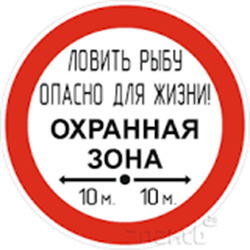 ЛОВИТЬ РЫБУ
ОПАСНО ДЛЯ ЖИЗНИ!
ОХРАННАЯ
ЗОНА
10 м. 10 м.